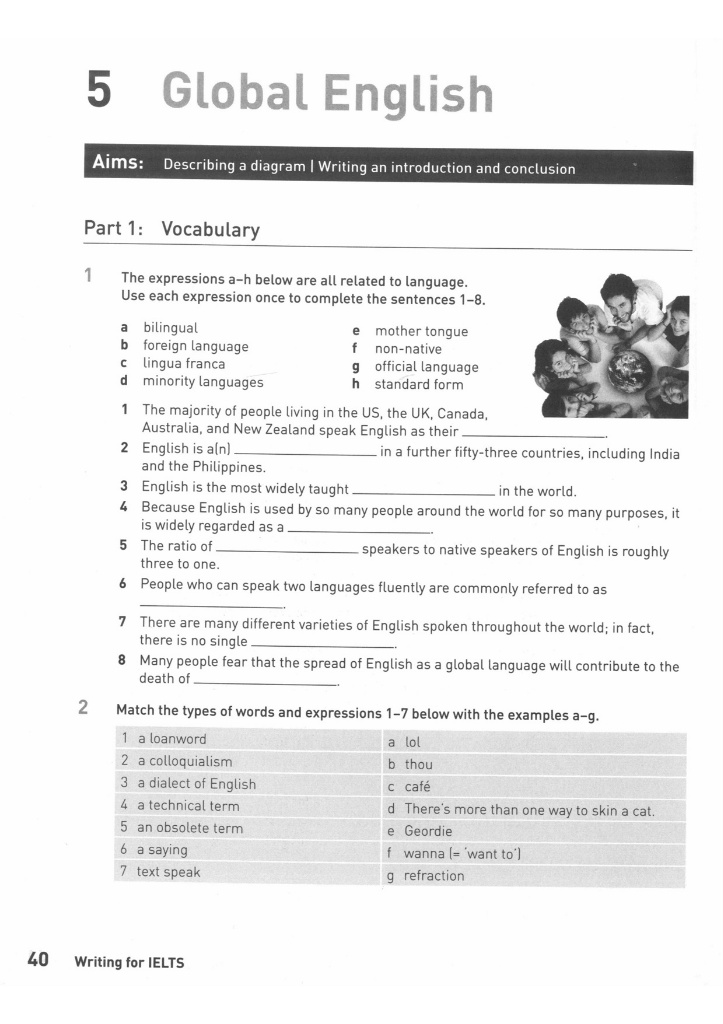 5 Global English
Aims: Describing a diagram | Writing an introduction and conclusion
Part 1: Vocabulary
1 The expressions a–h below are all related to language.
Use each expression once to complete the sentences 1–8.
a bilingual
b foreign language
c lingua franca
d minority languages
e mother tongue
f non-native
g official language
h standard form
1 The majority of people living in the US, the UK, Canada,
Australia, and New Zealand speak English as their ____________________.
2 English is a(n) ____________________ in a further fifty-three countries, including India
and the Philippines.
3 English is the most widely taught ____________________ in the world.
4 Because English is used by so many people around the world for so many purposes, it
is widely regarded as a ____________________.
5 The ratio of ____________________ speakers to native speakers of English is roughly
three to one.
6 People who can speak two languages fluently are commonly referred to as
____________________.
7 There are many different varieties of English spoken throughout the world; in fact,
there is no single ____________________.
8 Many people fear that the spread of English as a global language will contribute to the
death of ____________________.
2 Match the types of words and expressions 1–7 below with the examples a–g.
1 a loanword
2 a colloquialism
3 a dialect of English
4 a technical term
5 an obsolete term
6 a saying
7 text speak
a lol
b thou
c café
d There's more than one way to skin a cat.
e Geordie
f wanna (= 'want to')
g refraction
40 Writing for IELTS